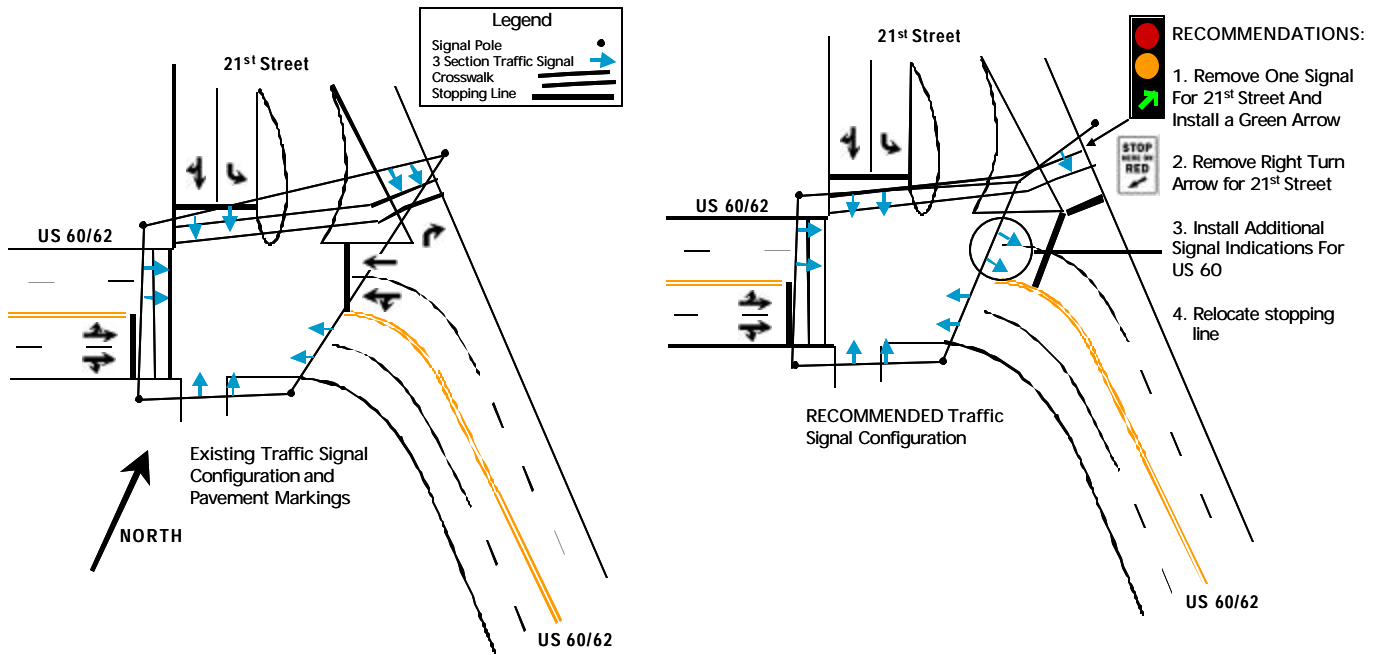 Legend
Signal Pole
3 Section Traffic Signal
Crosswalk
Stopping Line
21st Street
US 60/62
Existing Traffic Signal
Configuration and
Pavement Markings
NORTH
US 60/62
21st Street
US 60/62
RECOMMENDED Traffic
Signal Configuration
US 60/62
RECOMMENDATIONS:
1. Remove One Signal
For 21st Street And
Install a Green Arrow
STOP
HERE ON
RED
2. Remove Right Turn
Arrow for 21st Street
3. Install Additional
Signal Indications For
US 60
4. Relocate stopping
line